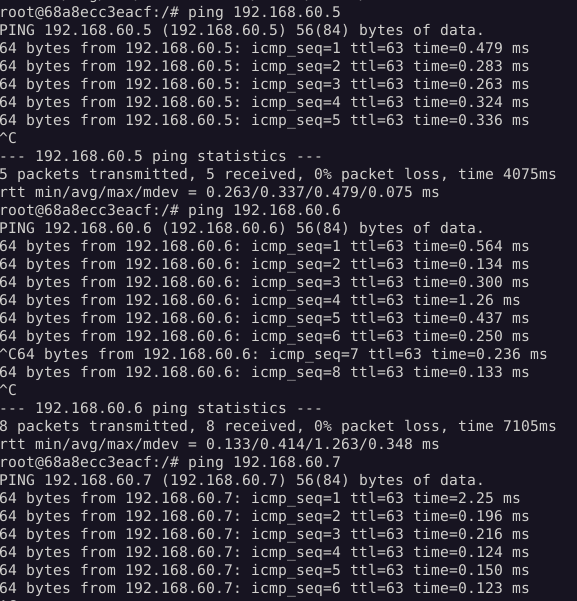 root@68a8ecc3eacf:/# ping 192.168.60.5
PING 192.168.60.5 (192.168.60.5) 56(84) bytes of data.
64 bytes from 192.168.60.5: icmp_seq=1 ttl=63 time=0.479 ms
64 bytes from 192.168.60.5: icmp_seq=2 ttl=63 time=0.283 ms
64 bytes from 192.168.60.5: icmp_seq=3 ttl=63 time=0.263 ms
64 bytes from 192.168.60.5: icmp_seq=4 ttl=63 time=0.324 ms
64 bytes from 192.168.60.5: icmp_seq=5 ttl=63 time=0.336 ms
^C
--- 192.168.60.5 ping statistics ---
5 packets transmitted, 5 received, 0% packet loss, time 4075ms
rtt min/avg/max/mdev = 0.263/0.337/0.479/0.075 ms
root@68a8ecc3eacf:/# ping 192.168.60.6
PING 192.168.60.6 (192.168.60.6) 56(84) bytes of data.
64 bytes from 192.168.60.6: icmp_seq=1 ttl=63 time=0.564 ms
64 bytes from 192.168.60.6: icmp_seq=2 ttl=63 time=0.134 ms
64 bytes from 192.168.60.6: icmp_seq=3 ttl=63 time=0.300 ms
64 bytes from 192.168.60.6: icmp_seq=4 ttl=63 time=1.26 ms
64 bytes from 192.168.60.6: icmp_seq=5 ttl=63 time=0.437 ms
64 bytes from 192.168.60.6: icmp_seq=6 ttl=63 time=0.250 ms
^C64 bytes from 192.168.60.6: icmp_seq=7 ttl=63 time=0.236 ms
64 bytes from 192.168.60.6: icmp_seq=8 ttl=63 time=0.133 ms
^C
--- 192.168.60.6 ping statistics ---
8 packets transmitted, 8 received, 0% packet loss, time 7105ms
rtt min/avg/max/mdev = 0.133/0.414/1.263/0.348 ms
root@68a8ecc3eacf:/# ping 192.168.60.7
PING 192.168.60.7 (192.168.60.7) 56(84) bytes of data.
64 bytes from 192.168.60.7: icmp_seq=1 ttl=63 time=2.25 ms
64 bytes from 192.168.60.7: icmp_seq=2 ttl=63 time=0.196 ms
64 bytes from 192.168.60.7: icmp_seq=3 ttl=63 time=0.216 ms
64 bytes from 192.168.60.7: icmp_seq=4 ttl=63 time=0.124 ms
64 bytes from 192.168.60.7: icmp_seq=5 ttl=63 time=0.150 ms
64 bytes from 192.168.60.7: icmp_seq=6 ttl=63 time=0.123 ms